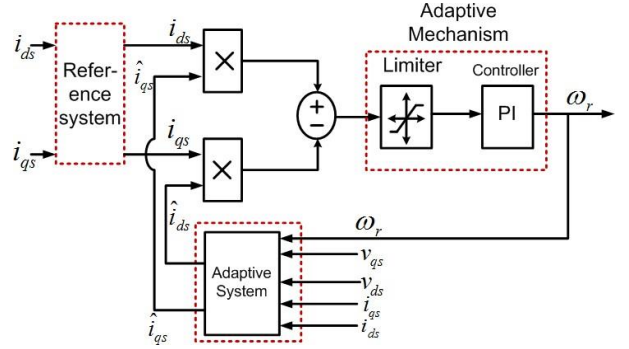 Adaptive
Mechanism
i_ds
i_ds
Refer-
ence
system
î_qs
×
Limiter
Controller
PI
ω_r
+
−
i_qs
i_qs
×
î_ds
ω_r
v_qs
Adaptive
System
v_ds
i_qs
i_ds
î_qs